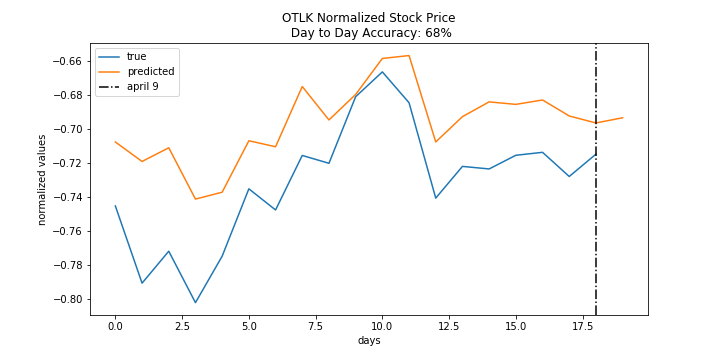 OTLK Normalized Stock Price
Day to Day Accuracy: 68%
true
predicted
april 9
normalized values
−0.66
−0.68
−0.70
−0.72
−0.74
−0.76
−0.78
−0.80
0.0 2.5 5.0 7.5 10.0 12.5 15.0 17.5
days